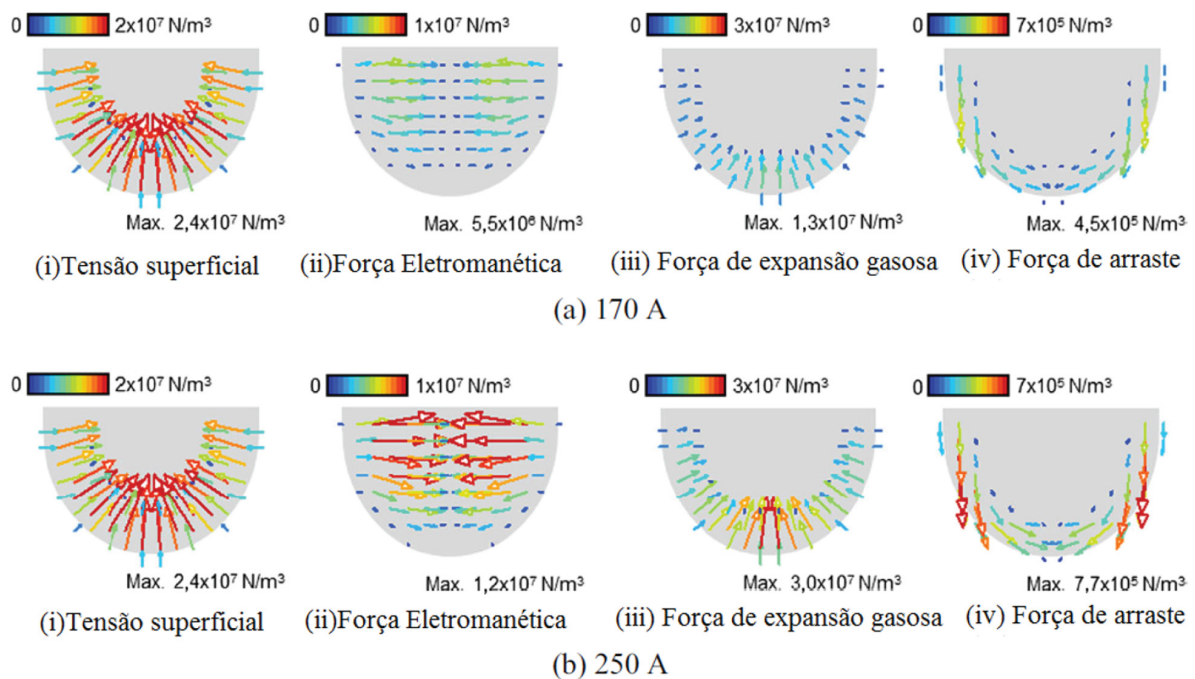 0 2x10⁷ N/m³ 0 1x10⁷ N/m³ 0 3x10⁷ N/m³ 0 7x10⁵ N/m³
Max. 2,4x10⁷ N/m³ Max. 5,5x10⁶ N/m³ Max. 1,3x10⁷ N/m³ Max. 4,5x10⁵ N/m³
(i)Tensão superficial (ii)Força Eletromanética (iii) Força de expansão gasosa (iv) Força de arraste
(a) 170 A
0 2x10⁷ N/m³ 0 1x10⁷ N/m³ 0 3x10⁷ N/m³ 0 7x10⁵ N/m³
Max. 2,4x10⁷ N/m³ Max. 1,2x10⁷ N/m³ Max. 3,0x10⁷ N/m³ Max. 7,7x10⁵ N/m³
(i)Tensão superficial (ii)Força Eletromanética (iii) Força de expansão gasosa (iv) Força de arraste
(b) 250 A